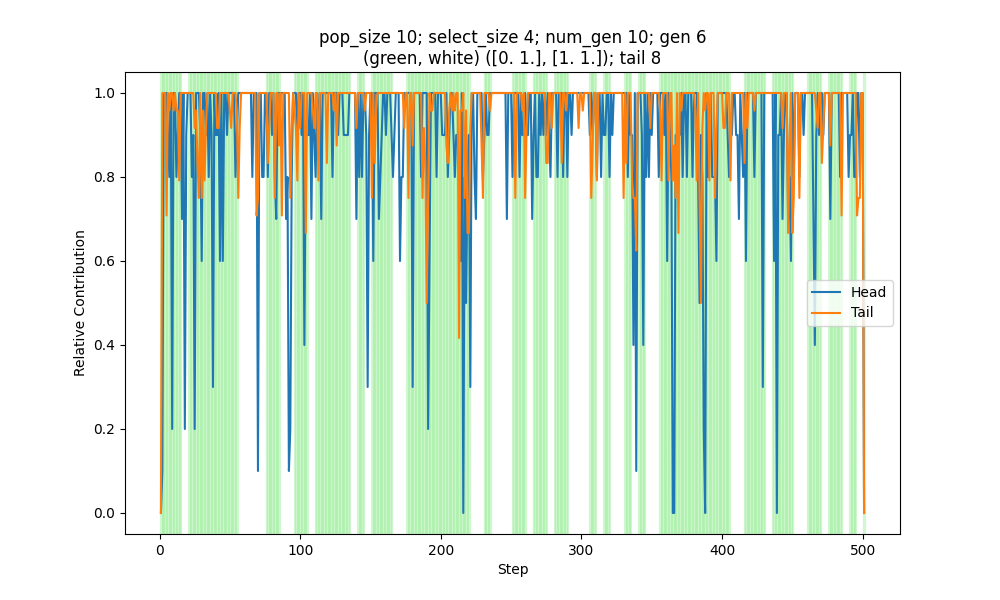 pop_size 10; select_size 4; num_gen 10; gen 6
(green, white) ([0. 1.], [1. 1.]); tail 8
1.0
0.8
0.6
0.4
0.2
0.0
Relative Contribution
Head
Tail
0
100
200
300
400
500
Step